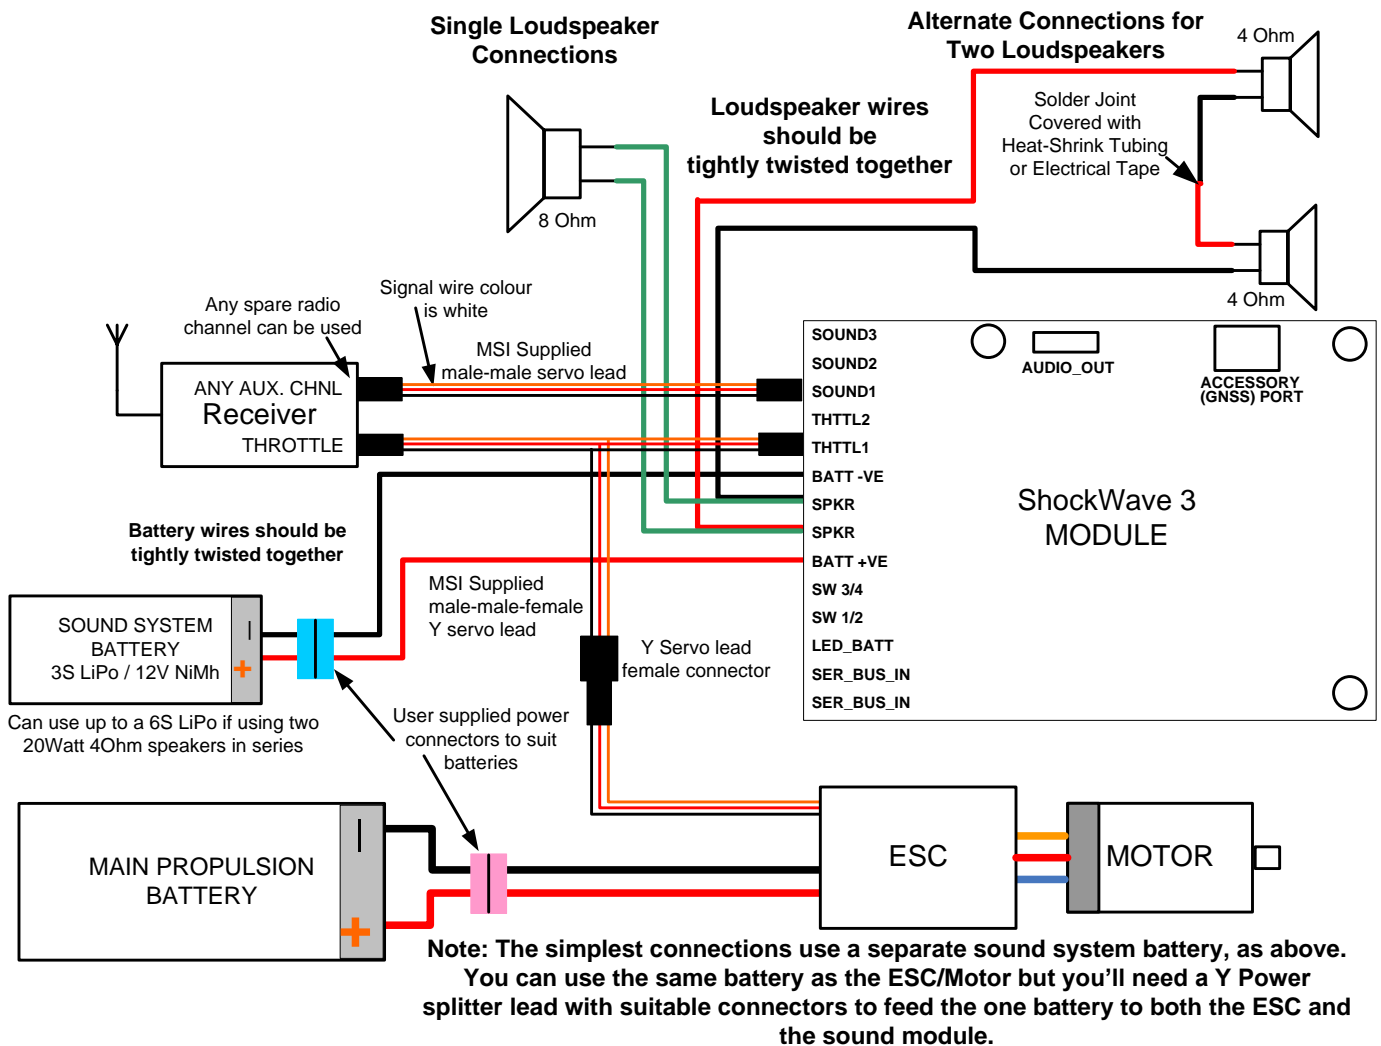 Single Loudspeaker
Connections
Alternate Connections for
Two Loudspeakers
4 Ohm
Loudspeaker wires
should be
tightly twisted together
Solder Joint
Covered with
Heat-Shrink Tubing
or Electrical Tape
8 Ohm
4 Ohm
Any spare radio
channel can be used
Signal wire colour
is white
MSI Supplied
male-male servo lead
ANY AUX. CHNL
Receiver
THROTTLE
SOUND3
SOUND2
SOUND1
THTTL2
THTTL1
BATT -VE
SPKR
SPKR
BATT +VE
SW 3/4
SW 1/2
LED_BATT
SER_BUS_IN
SER_BUS_IN
AUDIO_OUT
ACCESSORY
(GNSS) PORT
ShockWave 3
MODULE
Battery wires should be
tightly twisted together
MSI Supplied
male-male-female
Y servo lead
SOUND SYSTEM
BATTERY
3S LiPo / 12V NiMh
Can use up to a 6S LiPo if using two
20Watt 4Ohm speakers in series
Y Servo lead
female connector
User supplied power
connectors to suit
batteries
MAIN PROPULSION
BATTERY
ESC
MOTOR
Note: The simplest connections use a separate sound system battery, as above.
You can use the same battery as the ESC/Motor but you'll need a Y Power
splitter lead with suitable connectors to feed the one battery to both the ESC and
the sound module.